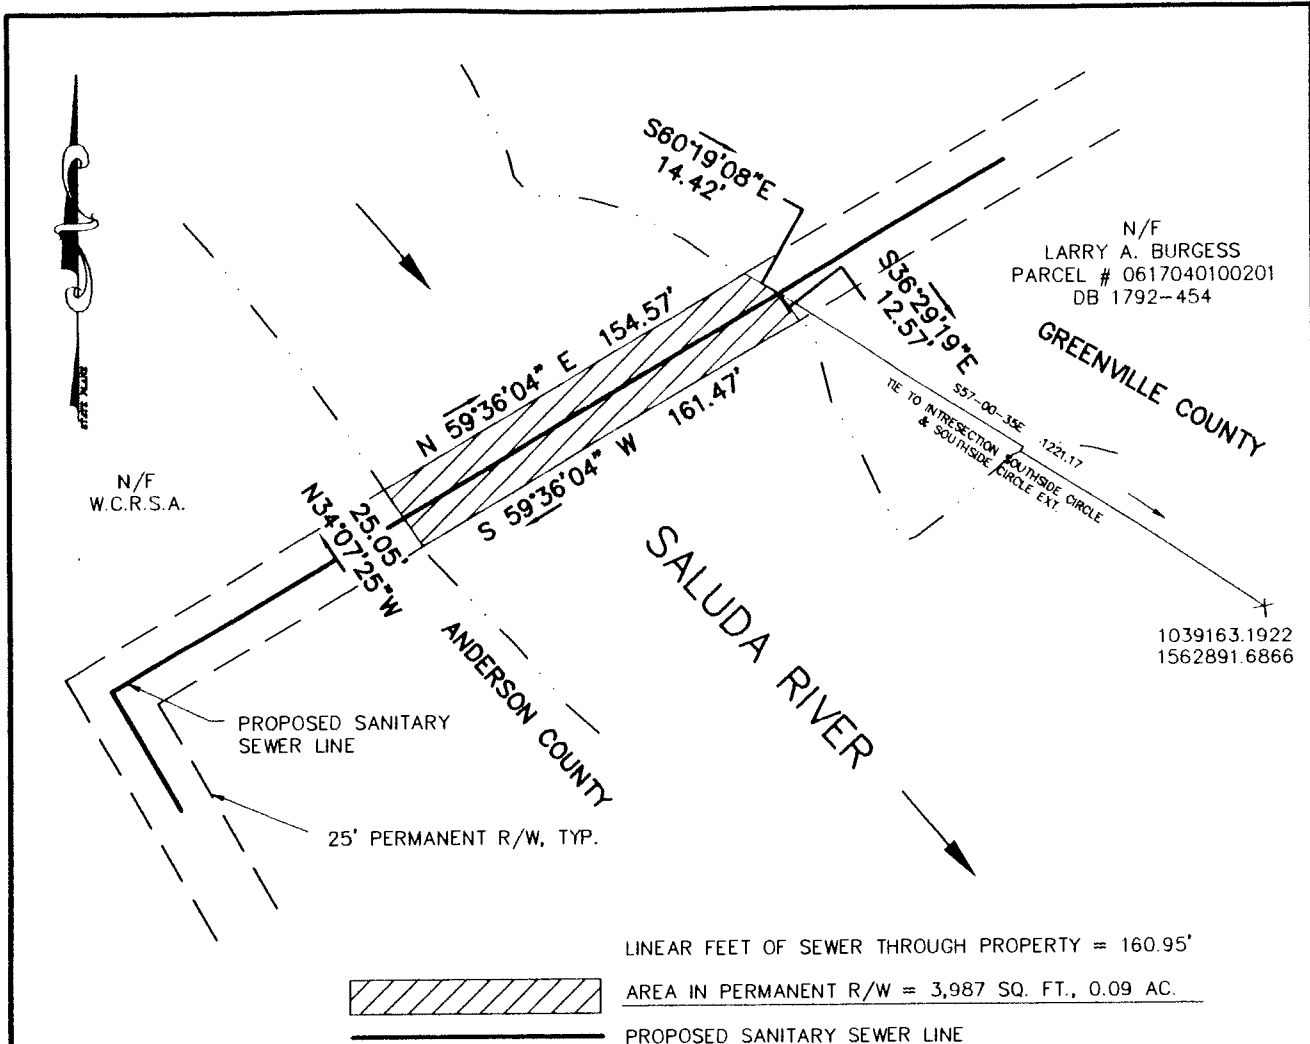 S60°19'08"E
14.42'
N/F
LARRY A. BURGESS
PARCEL # 0617040100201
DB 1792-454
S36°29'19"E
12.57'
GREENVILLE COUNTY
N 59°36'04" E 154.57'
S 59°36'04" W 161.47'
S57-00-35E 1221.17
TIE TO INTRESECTION SOUTHSIDE CIRCLE
& SOUTHSIDE CIRCLE EXT.
N/F
W.C.R.S.A.
25.05'
N34°07'25"W
SALUDA RIVER
1039163.1922
1562891.6866
ANDERSON COUNTY
PROPOSED SANITARY
SEWER LINE
25' PERMANENT R/W, TYP.
LINEAR FEET OF SEWER THROUGH PROPERTY = 160.95'
AREA IN PERMANENT R/W = 3,987 SQ. FT., 0.09 AC.
PROPOSED SANITARY SEWER LINE